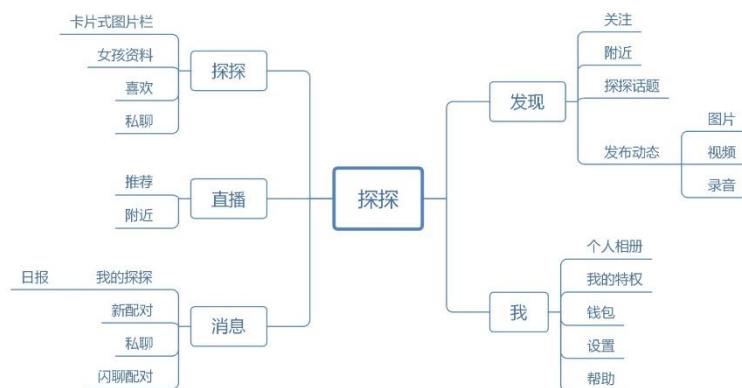 探探
探探
卡片式图片栏
女孩资料
喜欢
私聊
直播
推荐
附近
消息
我的探探
日报
新配对
私聊
闪聊配对
发现
关注
附近
探探话题
发布动态
图片
视频
录音
我
个人相册
我的特权
钱包
设置
帮助